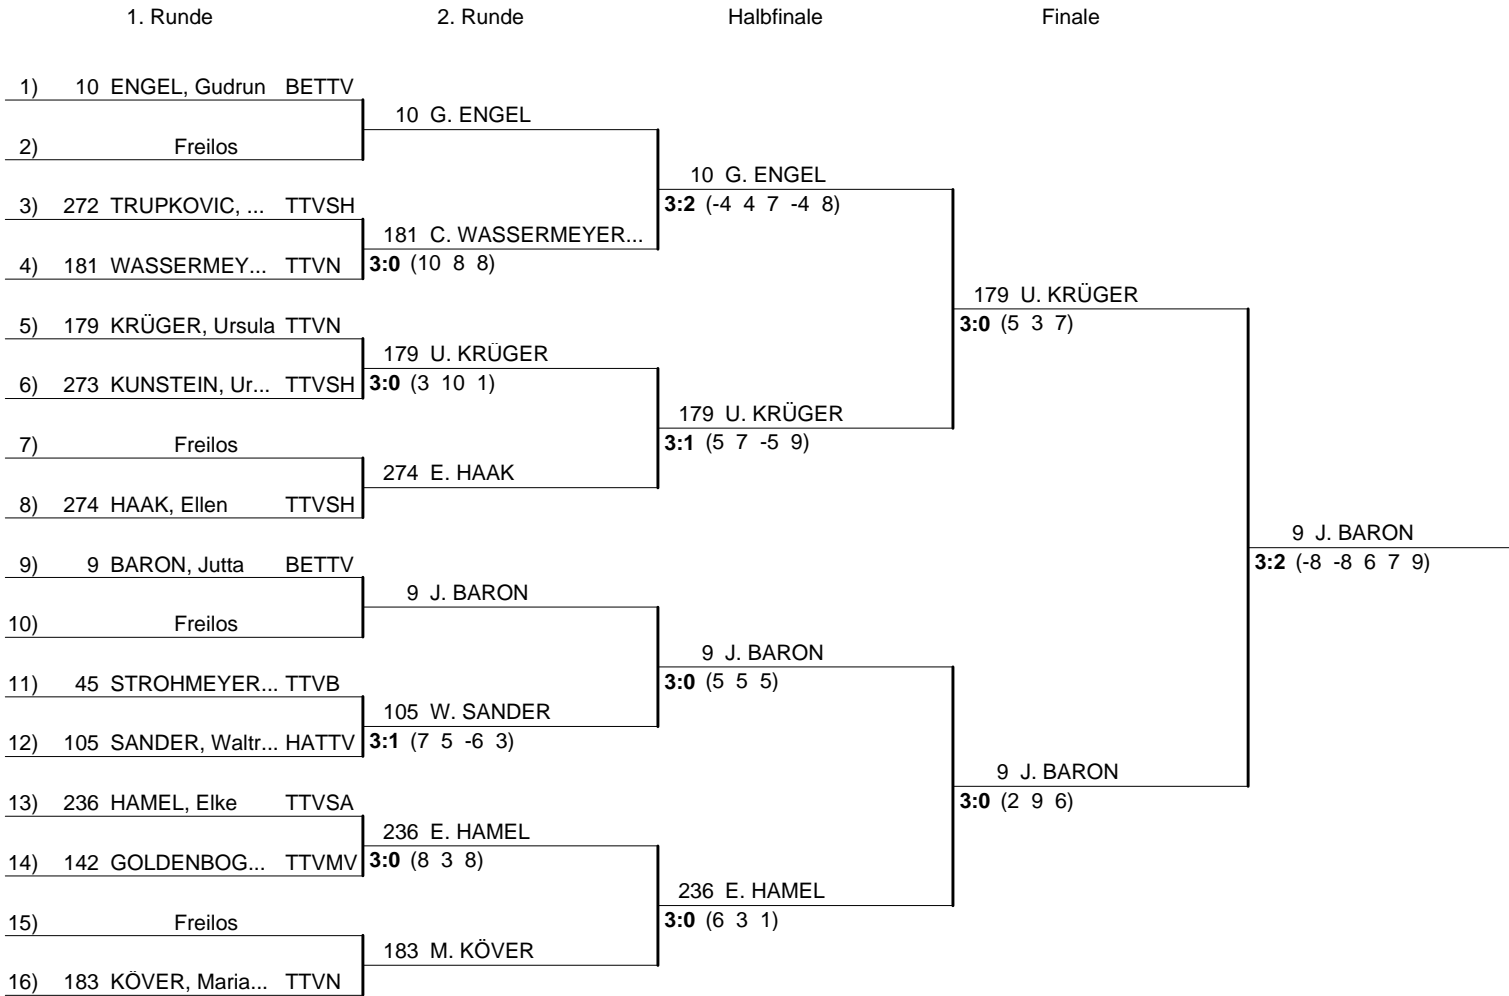 1. Runde 2. Runde Halbfinale Finale
1) 10 ENGEL, Gudrun BETTV
10 G. ENGEL
2) Freilos
10 G. ENGEL
3) 272 TRUPKOVIC, ... TTVSH
3:2 (-4 4 7 -4 8)
181 C. WASSERMEYER...
4) 181 WASSERMEY... TTVN
3:0 (10 8 8)
179 U. KRÜGER
5) 179 KRÜGER, Ursula TTVN
3:0 (5 3 7)
179 U. KRÜGER
6) 273 KUNSTEIN, Ur... TTVSH
3:0 (3 10 1)
179 U. KRÜGER
7) Freilos
3:1 (5 7 -5 9)
274 E. HAAK
8) 274 HAAK, Ellen TTVSH
9 J. BARON
3:2 (-8 -8 6 7 9)
9) 9 BARON, Jutta BETTV
9 J. BARON
10) Freilos
9 J. BARON
11) 45 STROHMEYER... TTVB
3:0 (5 5 5)
105 W. SANDER
12) 105 SANDER, Waltr... HATTV
3:1 (7 5 -6 3)
9 J. BARON
13) 236 HAMEL, Elke TTVSA
3:0 (2 9 6)
236 E. HAMEL
14) 142 GOLDENBOG... TTVMV
3:0 (8 3 8)
236 E. HAMEL
15) Freilos
3:0 (6 3 1)
183 M. KÖVER
16) 183 KÖVER, Maria... TTVN